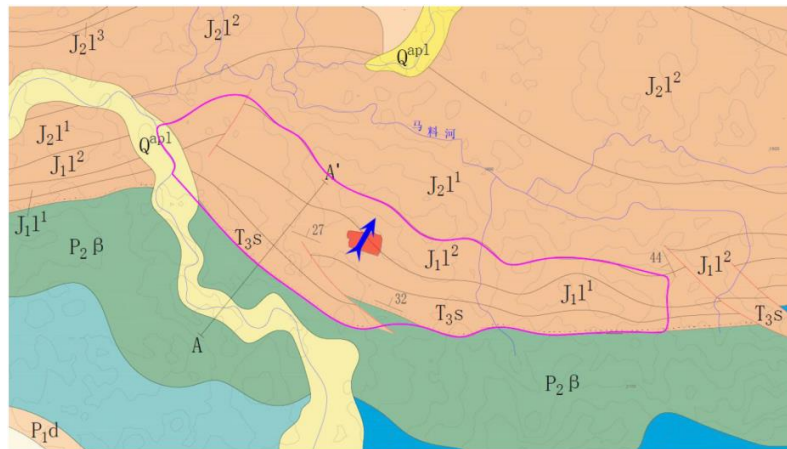 J₂l³
J₂l²
Qᵃᵖˡ
J₂l²
J₂l¹
Qᵃᵖˡ
马料河
J₁l²
A'
J₂l¹
J₁l¹
T₃s
27
J₁l²
44
J₁l²
P₂β
J₁l¹
32
T₃s
T₃s
A
P₂β
P₁d